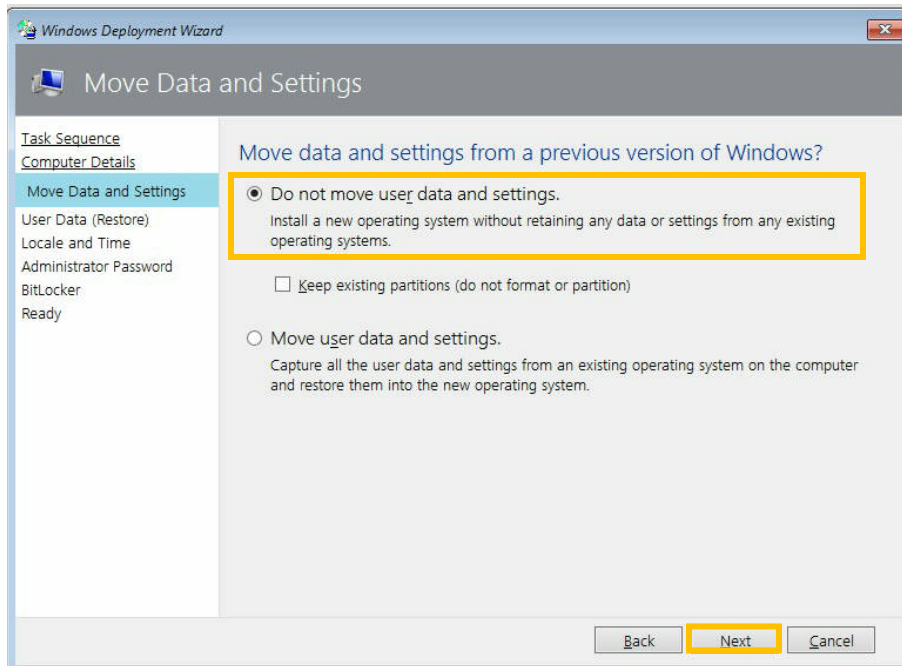 Windows Deployment Wizard
Move Data and Settings
Task Sequence
Computer Details
Move Data and Settings
User Data (Restore)
Locale and Time
Administrator Password
BitLocker
Ready
Move data and settings from a previous version of Windows?
Do not move user data and settings.
Install a new operating system without retaining any data or settings from any existing
operating systems.
Keep existing partitions (do not format or partition)
Move user data and settings.
Capture all the user data and settings from an existing operating system on the computer
and restore them into the new operating system.
Back Next Cancel